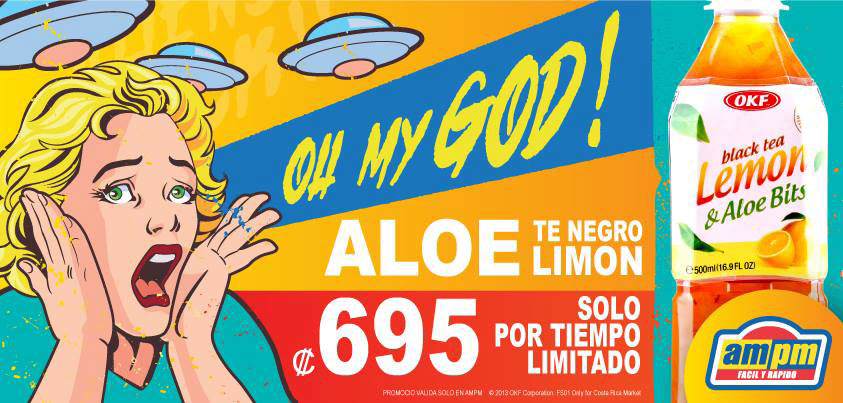 OH MY GOD!
ALOE TE NEGRO LIMON
₡695 SOLO POR TIEMPO LIMITADO
PROMOCIO VALIDA SOLO EN AMPM © 2013 OKF Corporation. FS01 Only for Costa Rica Market
OKF
black tea
Lemon
& Aloe Bits
℮500ml(16.9 FL OZ)
ampm
FACIL Y RAPIDO